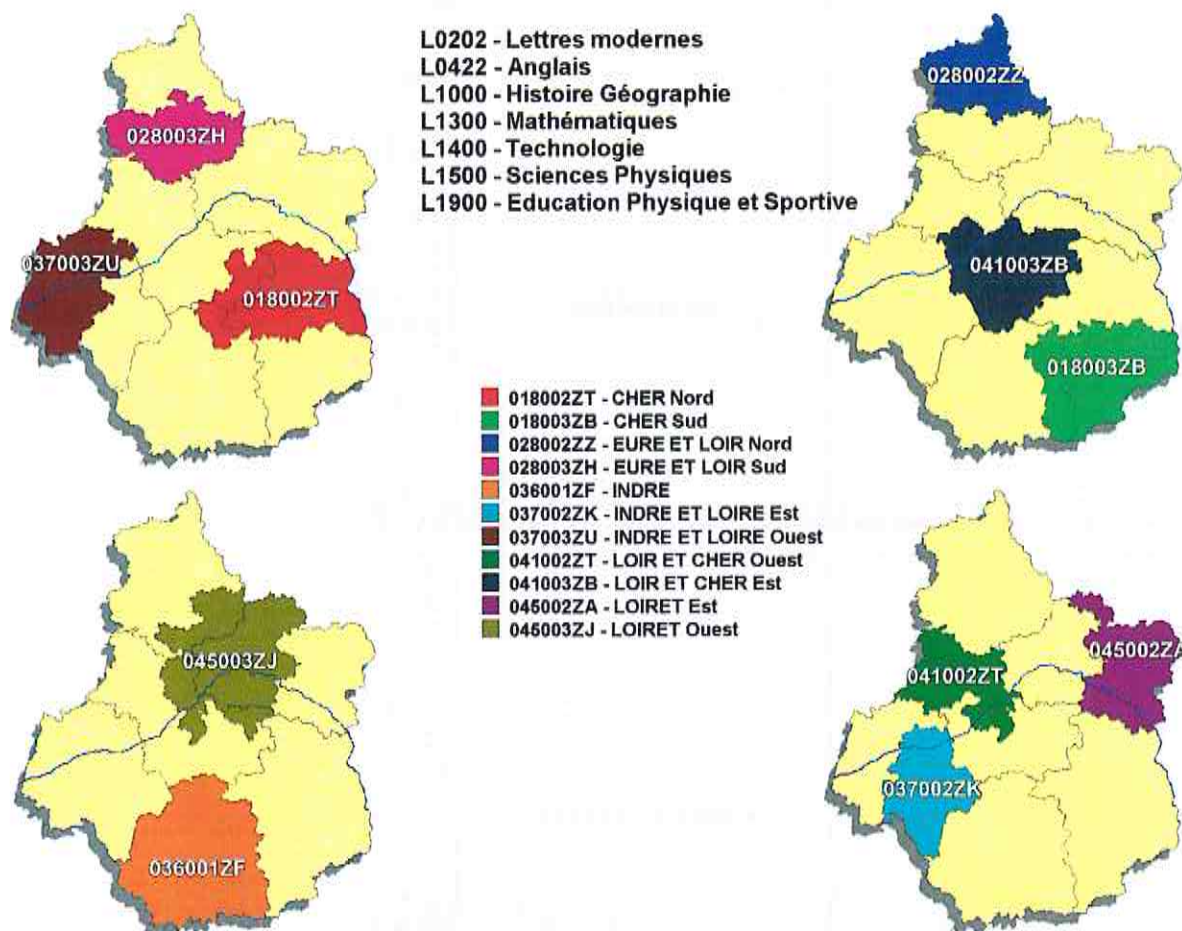 L0202 - Lettres modernes
L0422 - Anglais
L1000 - Histoire Géographie
L1300 - Mathématiques
L1400 - Technologie
L1500 - Sciences Physiques
L1900 - Education Physique et Sportive
028003ZH
037003ZU
018002ZT
028002ZZ
041003ZB
018003ZB
018002ZT - CHER Nord
018003ZB - CHER Sud
028002ZZ - EURE ET LOIR Nord
028003ZH - EURE ET LOIR Sud
036001ZF - INDRE
037002ZK - INDRE ET LOIRE Est
037003ZU - INDRE ET LOIRE Ouest
041002ZT - LOIR ET CHER Ouest
041003ZB - LOIR ET CHER Est
045002ZA - LOIRET Est
045003ZJ - LOIRET Ouest
045003ZJ
036001ZF
045002ZA
041002ZT
037002ZK